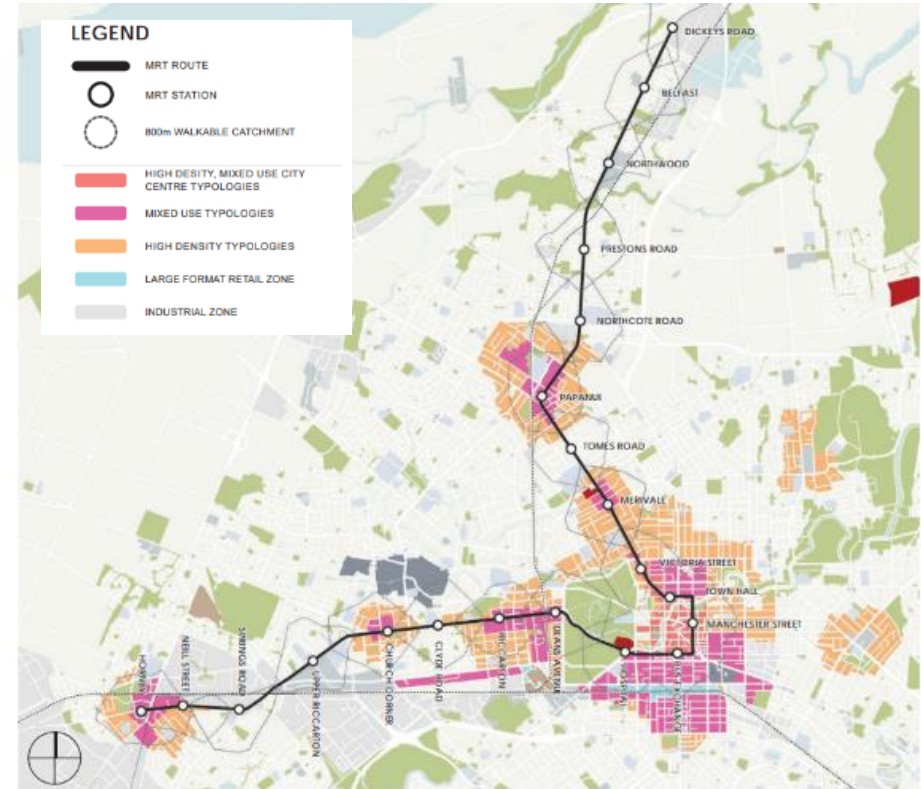 LEGEND
MRT ROUTE
MRT STATION
800m WALKABLE CATCHMENT
HIGH DESITY, MIXED USE CITY
CENTRE TYPOLOGIES
MIXED USE TYPOLOGIES
HIGH DENSITY TYPOLOGIES
LARGE FORMAT RETAIL ZONE
INDUSTRIAL ZONE
DICKEYS ROAD
BELFAST
NORTHWOOD
PRESTONS ROAD
NORTHCOTE ROAD
PAPANUI
TOMES ROAD
MERIVALE
VICTORIA STREET
TOWN HALL
MANCHESTER STREET
BUS EXCHANGE
HOSPITAL
DEANS AVENUE
RICCARTON
CLYDE ROAD
CHURCH CORNER
UPPER RICCARTON
SPRINGS ROAD
NEILL STREET
HORNBY